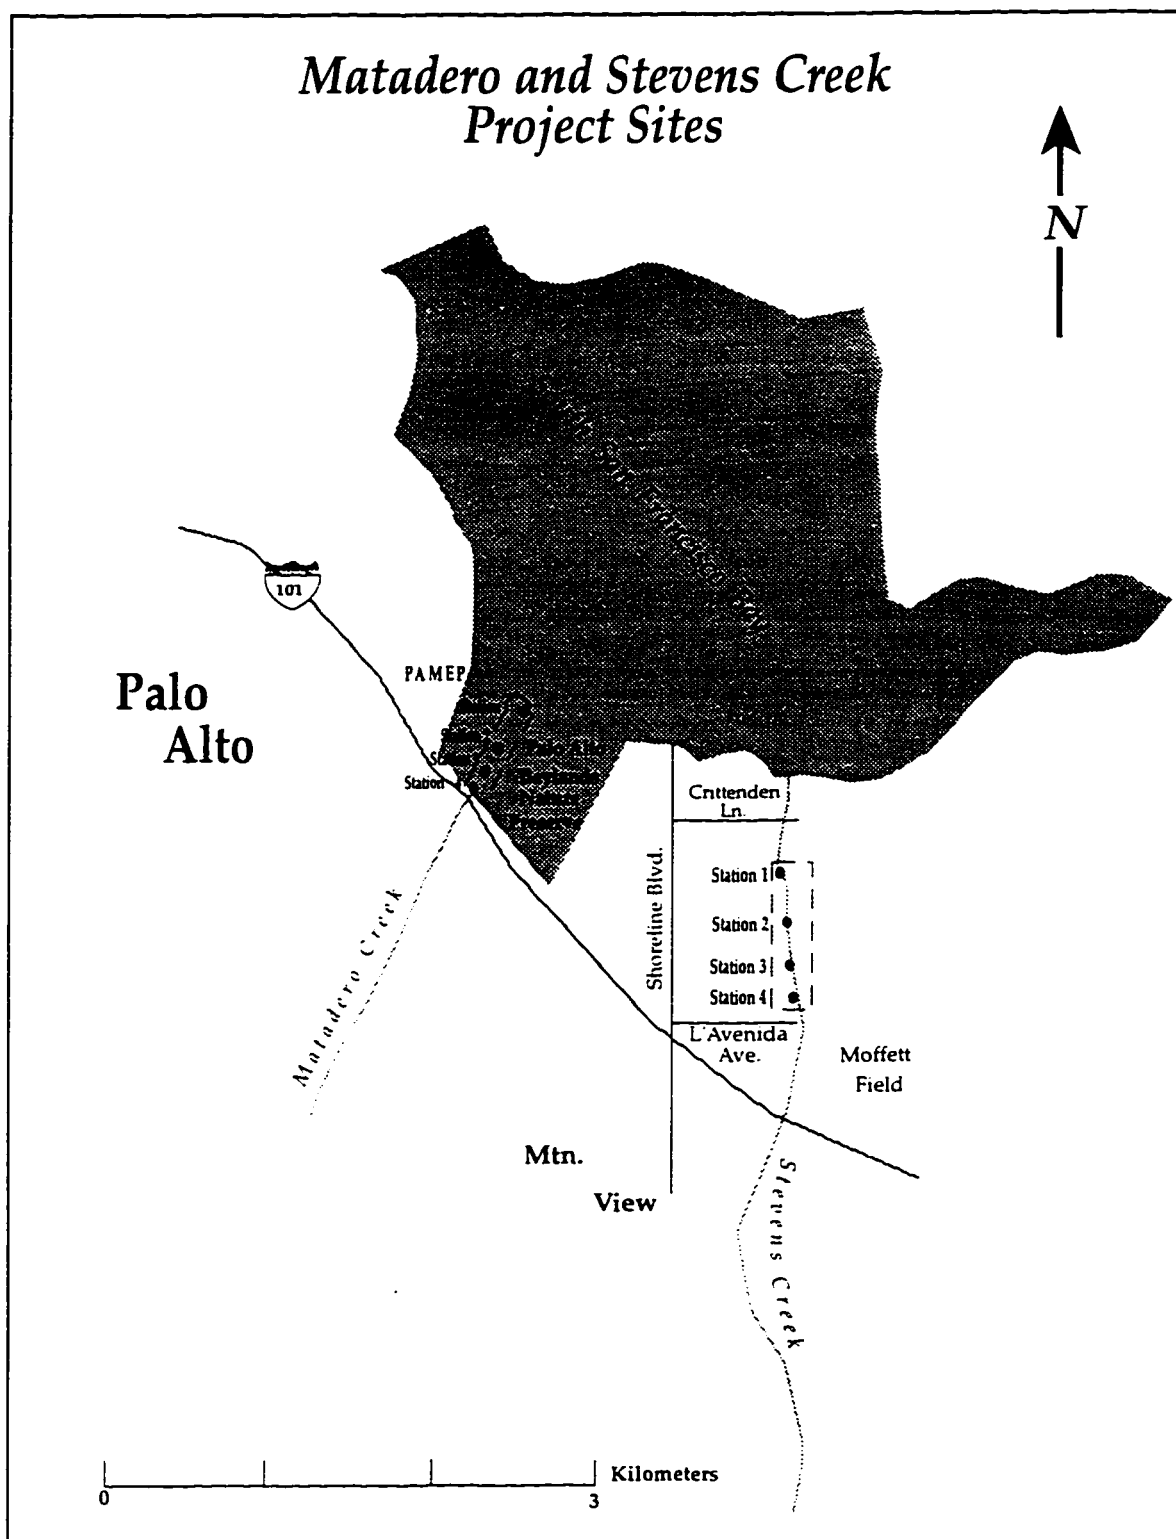 Matadero and Stevens Creek
Project Sites
N
101
Palo
Alto
Station
Crittenden
Ln.
Shoreline Blvd.
Station 1
Station 2
Station 3
Station 4
L'Avenida
Ave.
Moffett
Field
Matadero Creek
Mtn.
View
Stevens Creek
Kilometers
0
3